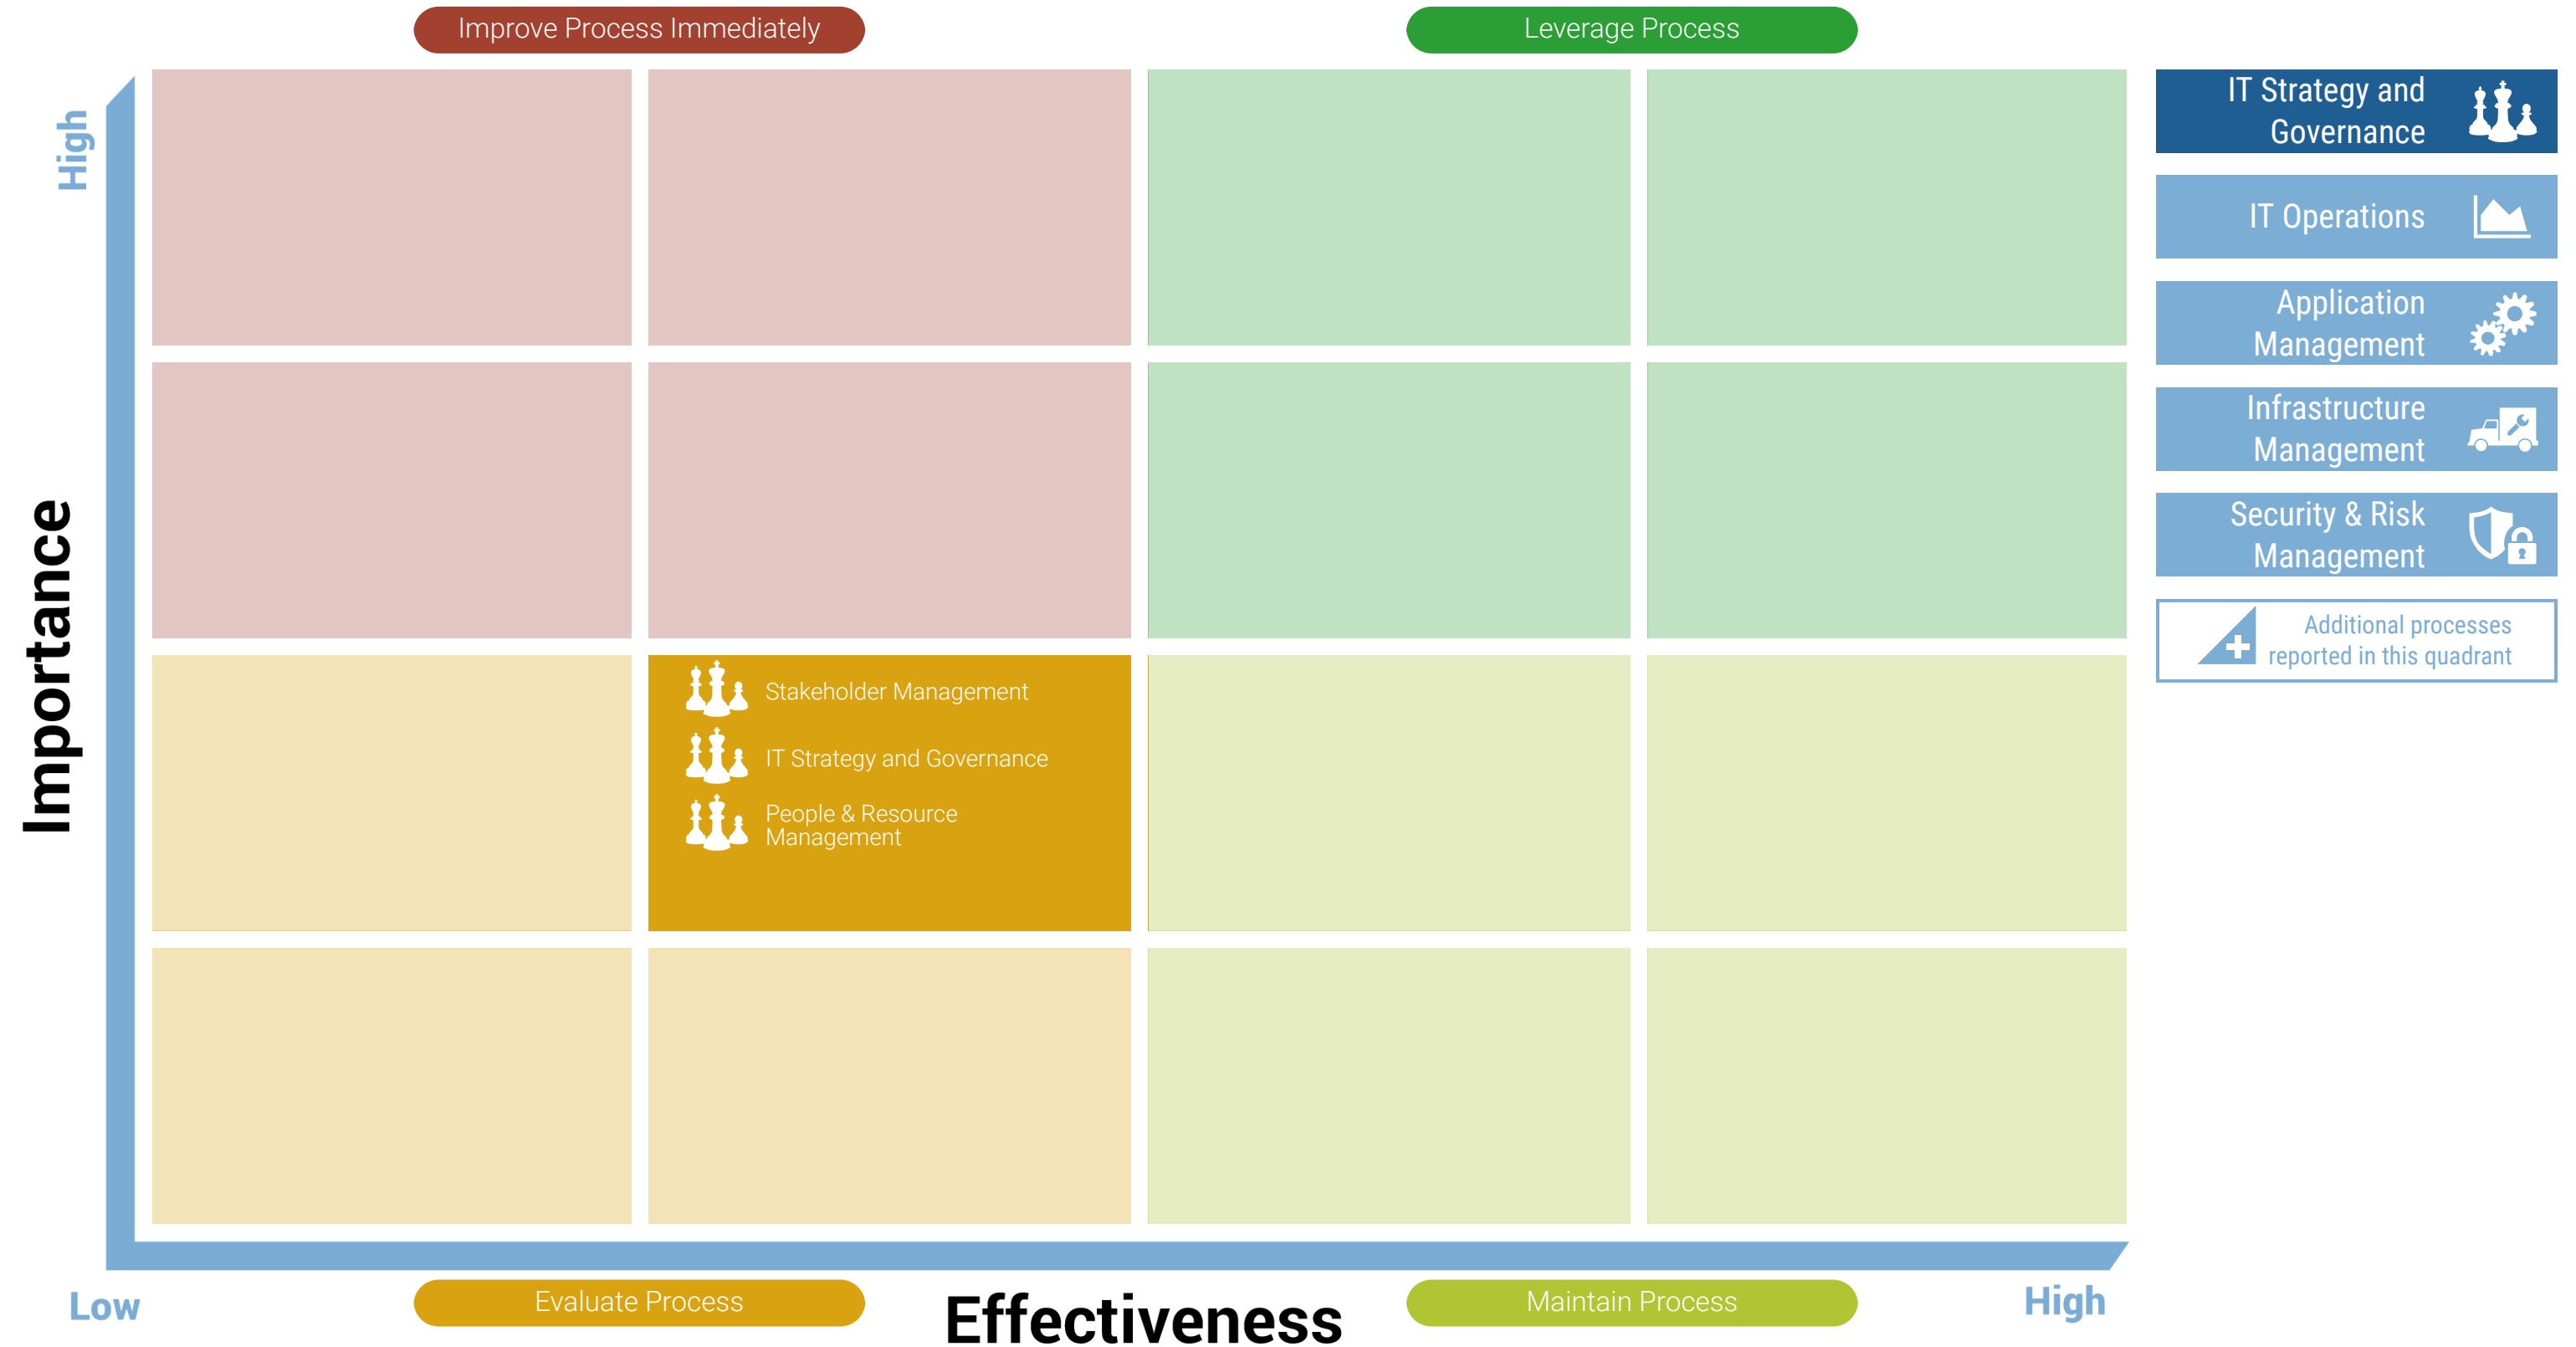 Improve Process Immediately
Leverage Process
High
Importance
IT Strategy and
Governance
IT Operations
Application
Management
Infrastructure
Management
Security & Risk
Management
Additional processes
reported in this quadrant
Stakeholder Management
IT Strategy and Governance
People & Resource
Management
Low
Evaluate Process
Effectiveness
Maintain Process
High